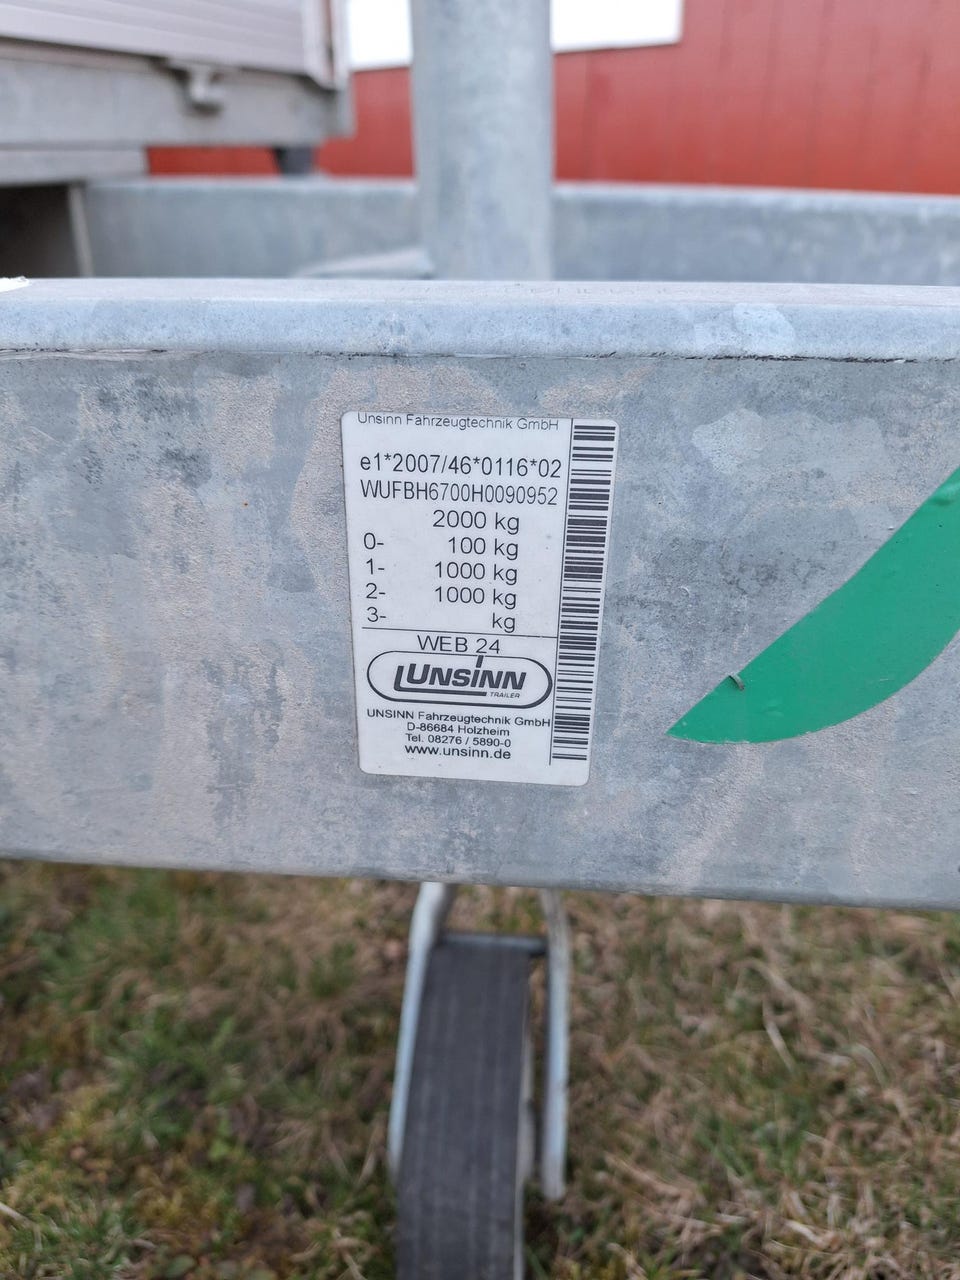 Unsinn Fahrzeugtechnik GmbH
e1*2007/46*0116*02
WUFBH6700H0090952
2000 kg
0- 100 kg
1- 1000 kg
2- 1000 kg
3- kg
WEB 24
UNSINN
TRAILER
UNSINN Fahrzeugtechnik GmbH
D-86684 Holzheim
Tel. 08276 / 5890-0
www.unsinn.de